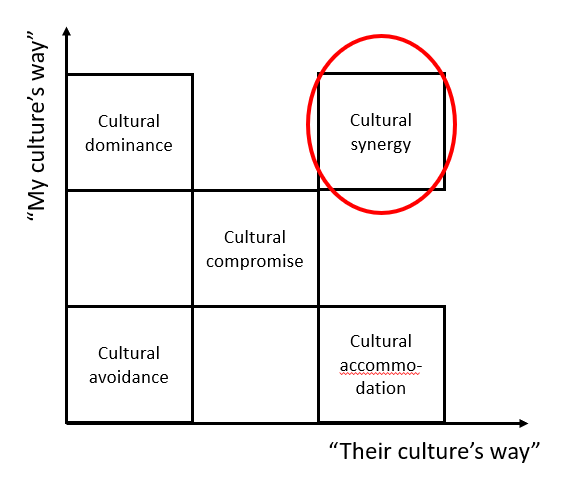 “My culture’s way”
Cultural
dominance
Cultural
synergy
Cultural
compromise
Cultural
avoidance
Cultural
accommo-
dation
“Their culture’s way”